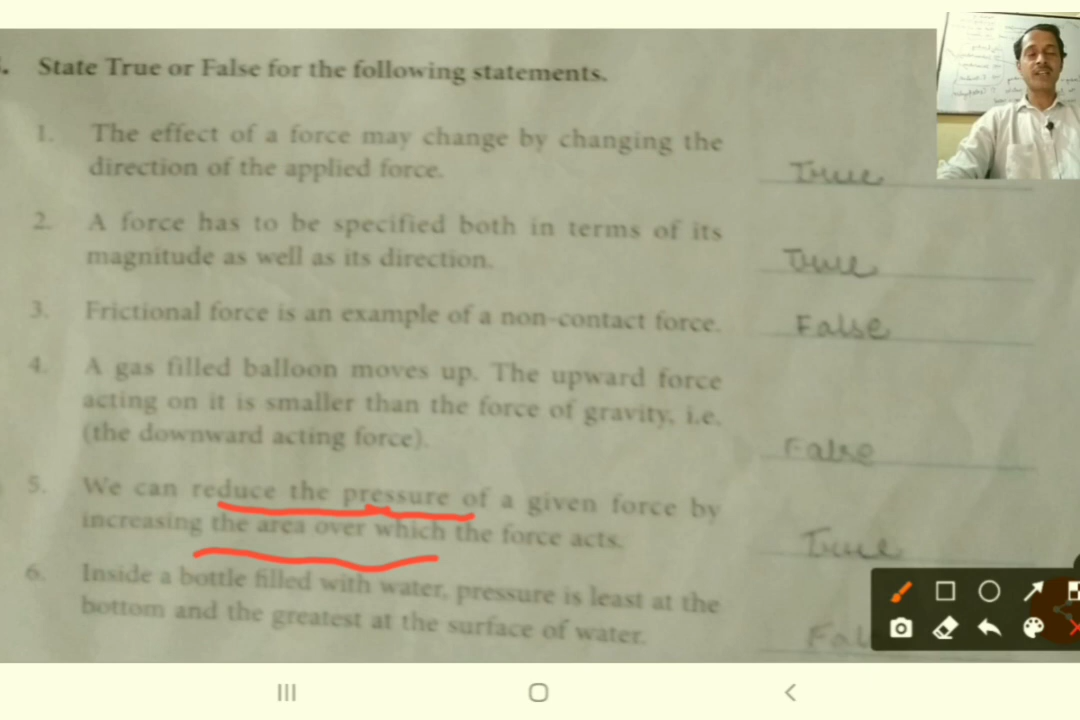 State True or False for the following statements.
1. The effect of a force may change by changing the
direction of the applied force. True
2. A force has to be specified both in terms of its
magnitude as well as its direction. True
3. Frictional force is an example of a non-contact force. False
4. A gas filled balloon moves up. The upward force
acting on it is smaller than the force of gravity, i.e.
(the downward acting force). False
5. We can reduce the pressure of a given force by
increasing the area over which the force acts. True
6. Inside a bottle filled with water, pressure is least at the
bottom and the greatest at the surface of water. Fal